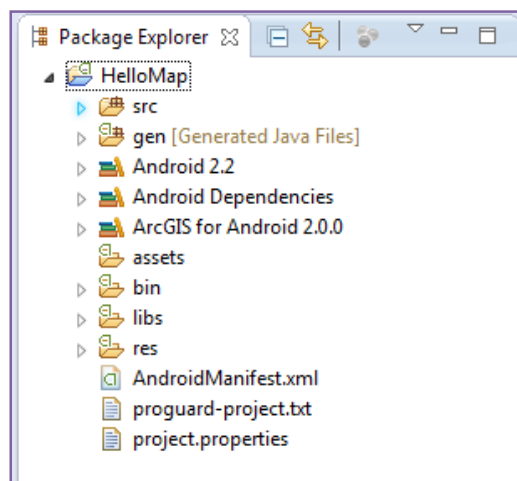 Package Explorer
HelloMap
src
gen [Generated Java Files]
Android 2.2
Android Dependencies
ArcGIS for Android 2.0.0
assets
bin
libs
res
AndroidManifest.xml
proguard-project.txt
project.properties